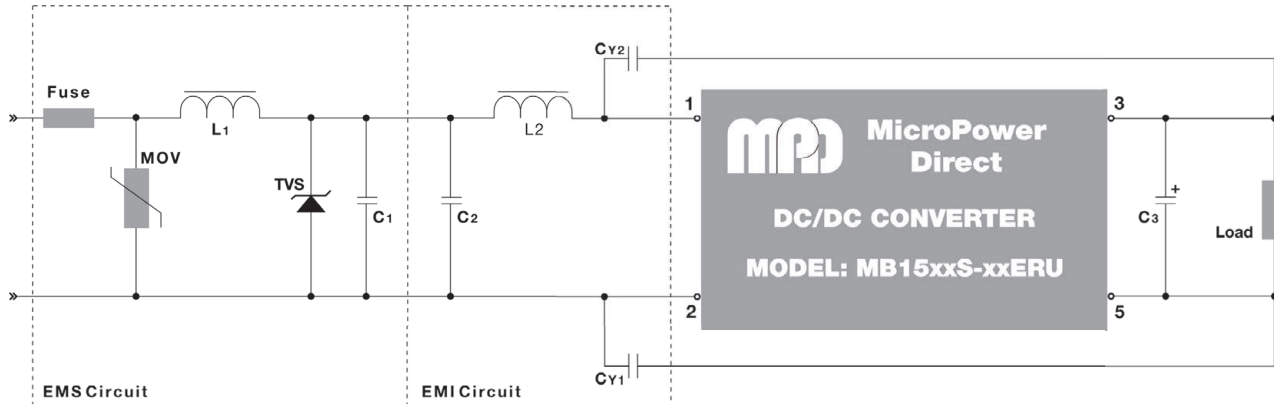 CY2
Fuse
L1
L2
1
3
MPD
MicroPower
Direct
MOV
TVS
C1
C2
DC/DC CONVERTER
C3
+
Load
MODEL: MB15xxS-xxERU
2
5
CY1
EMS Circuit
EMI Circuit